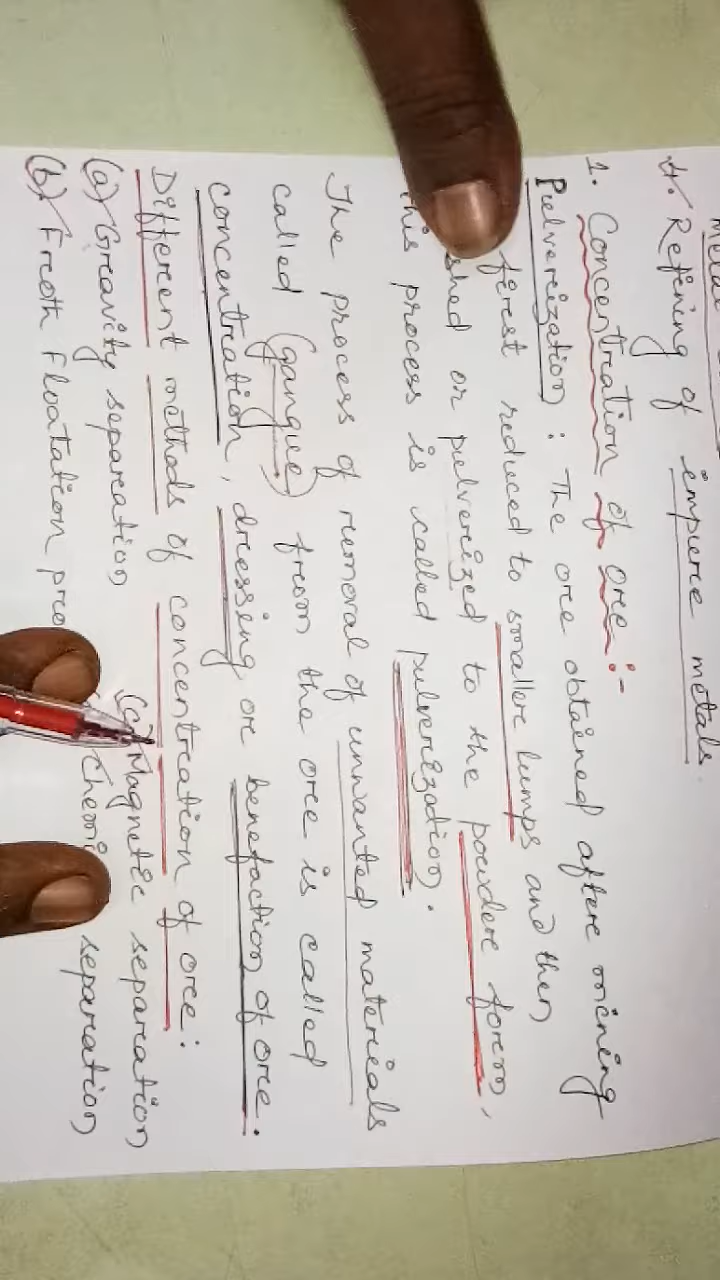 4. Refining of impure metals.
1. Concentration of ore:-
Pulverization: The ore obtained after mining
first reduced to smaller lumps and then
shed or pulverized to the powder form,
this process is called pulverization.
The process of removal of unwanted materials
called (gangue) from the ore is called
concentration, dressing or benefaction of ore.
Different methods of concentration of ore:
(a) Gravity separation (c) Magnetic separation
(b) Froth Floatation separation